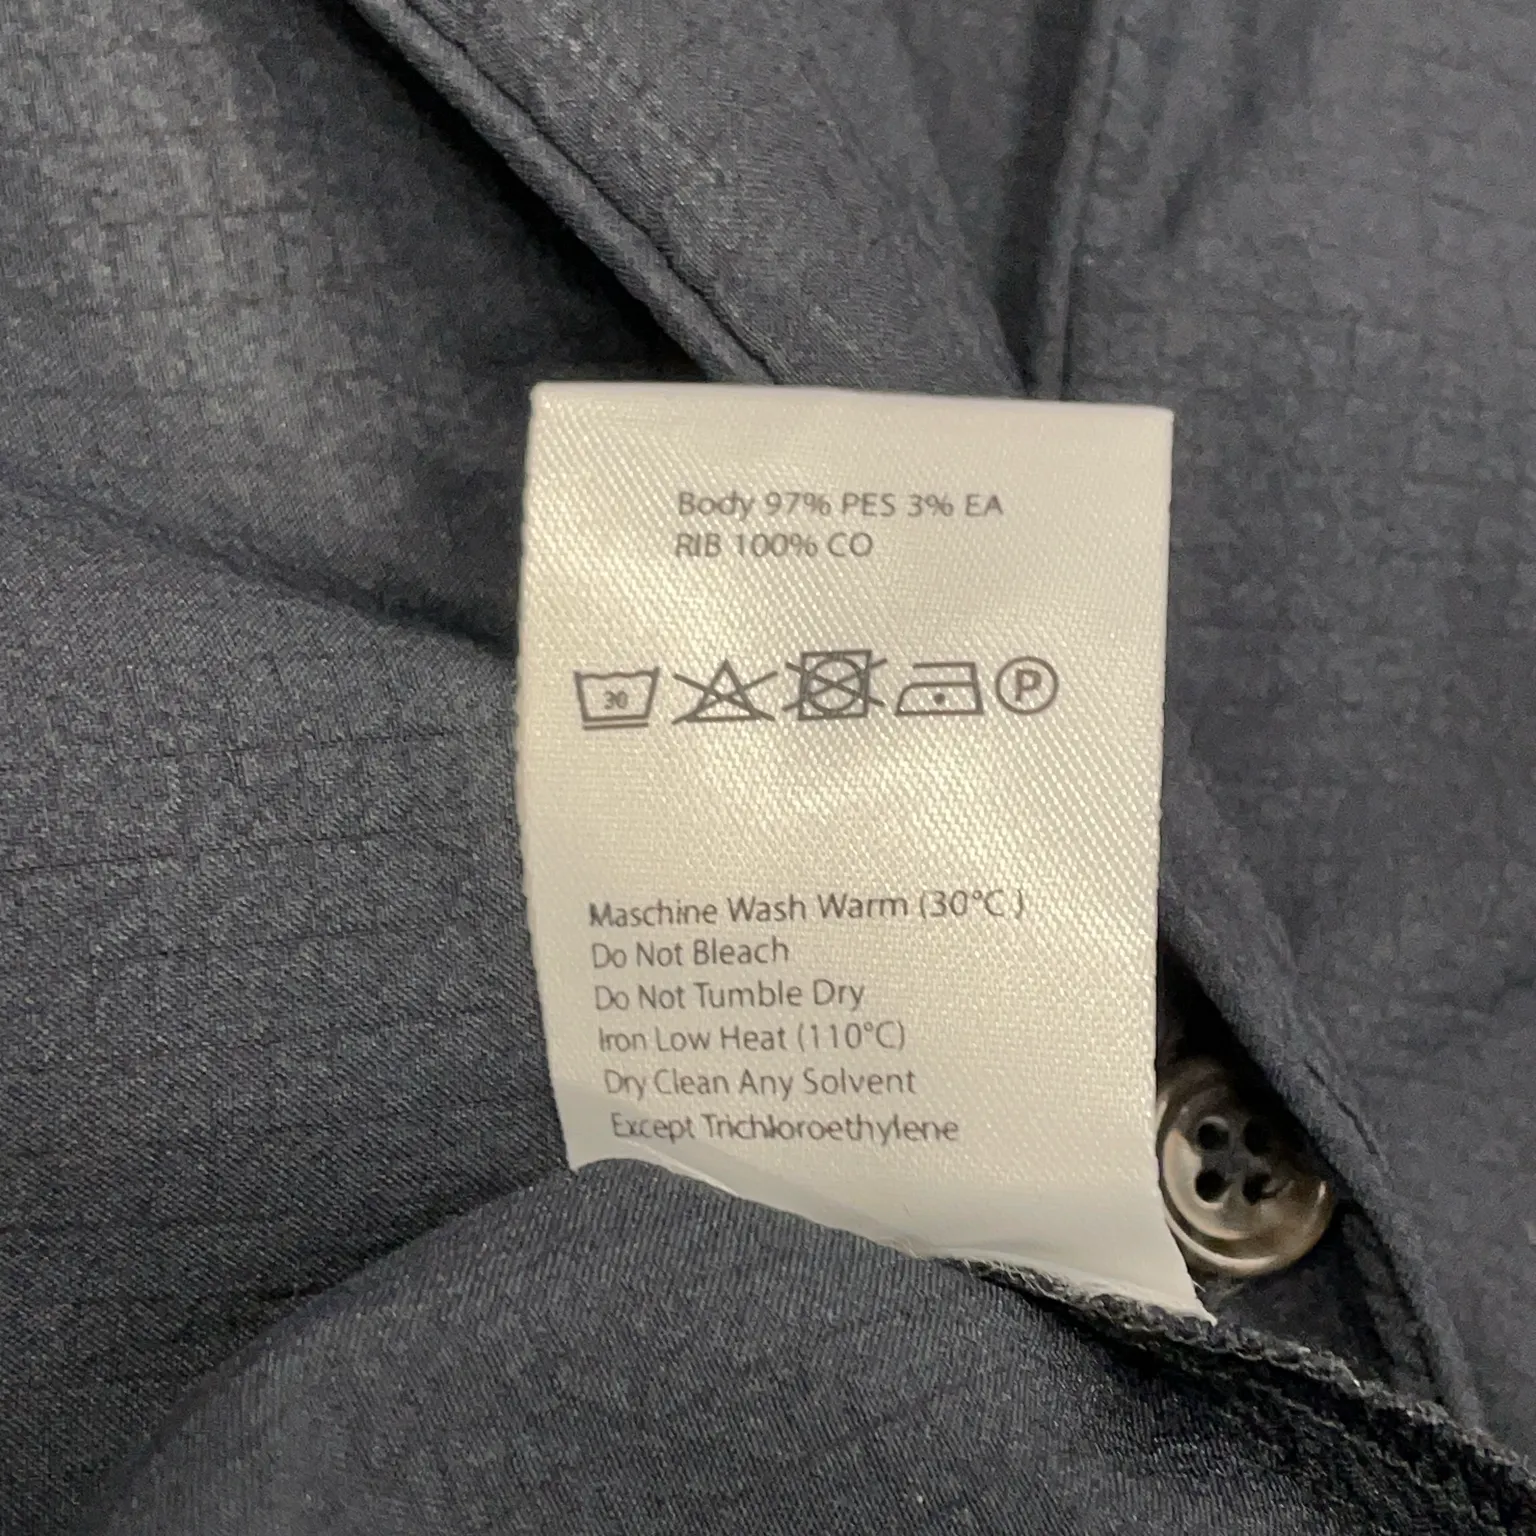 Body 97% PES 3% EA
RIB 100% CO
30 P
Maschine Wash Warm (30°C )
Do Not Bleach
Do Not Tumble Dry
Iron Low Heat (110°C)
Dry Clean Any Solvent
Except Trichloroethylene